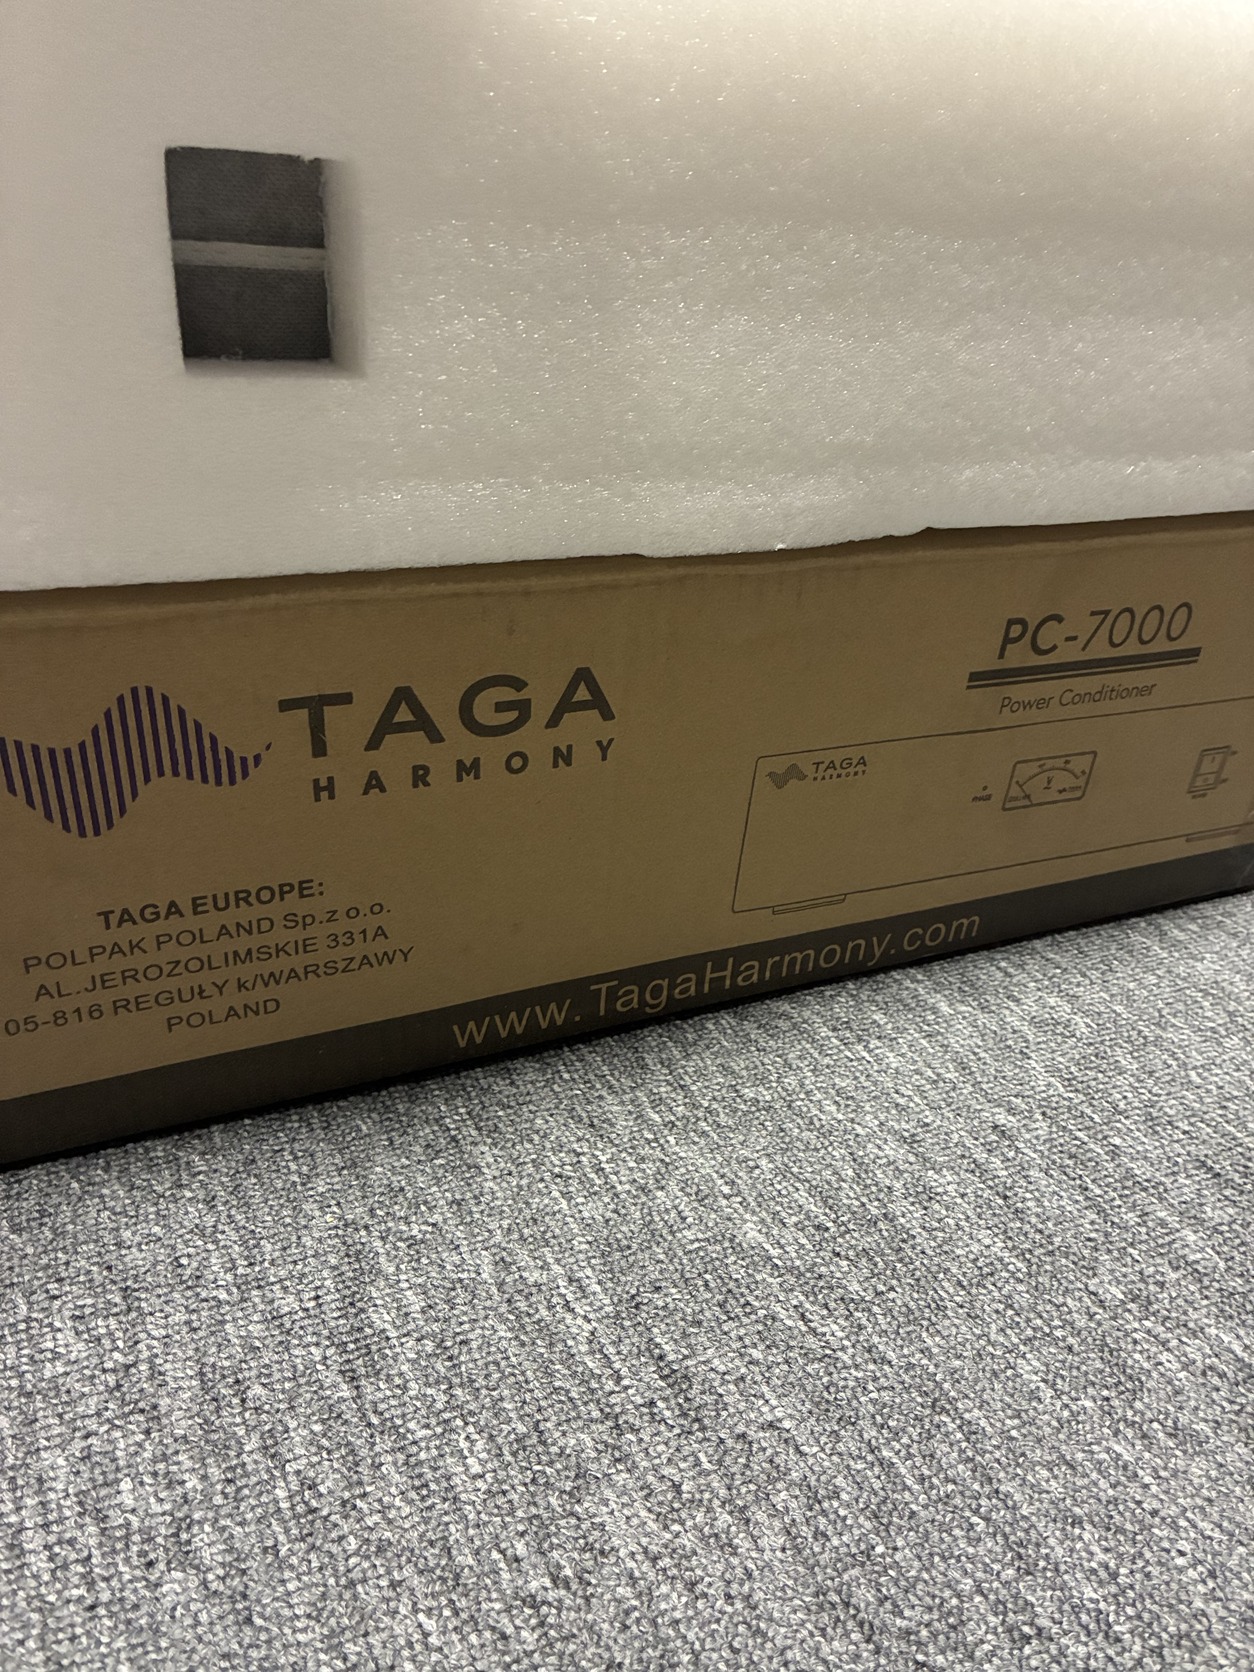 PC-7000
Power Conditioner
TAGA
HARMONY
TAGA
HARMONY
PHASE
V
TAGA EUROPE:
POLPAK POLAND Sp.z o.o.
AL.JEROZOLIMSKIE 331A
05-816 REGUŁY k/WARSZAWY
POLAND
www.TagaHarmony.com